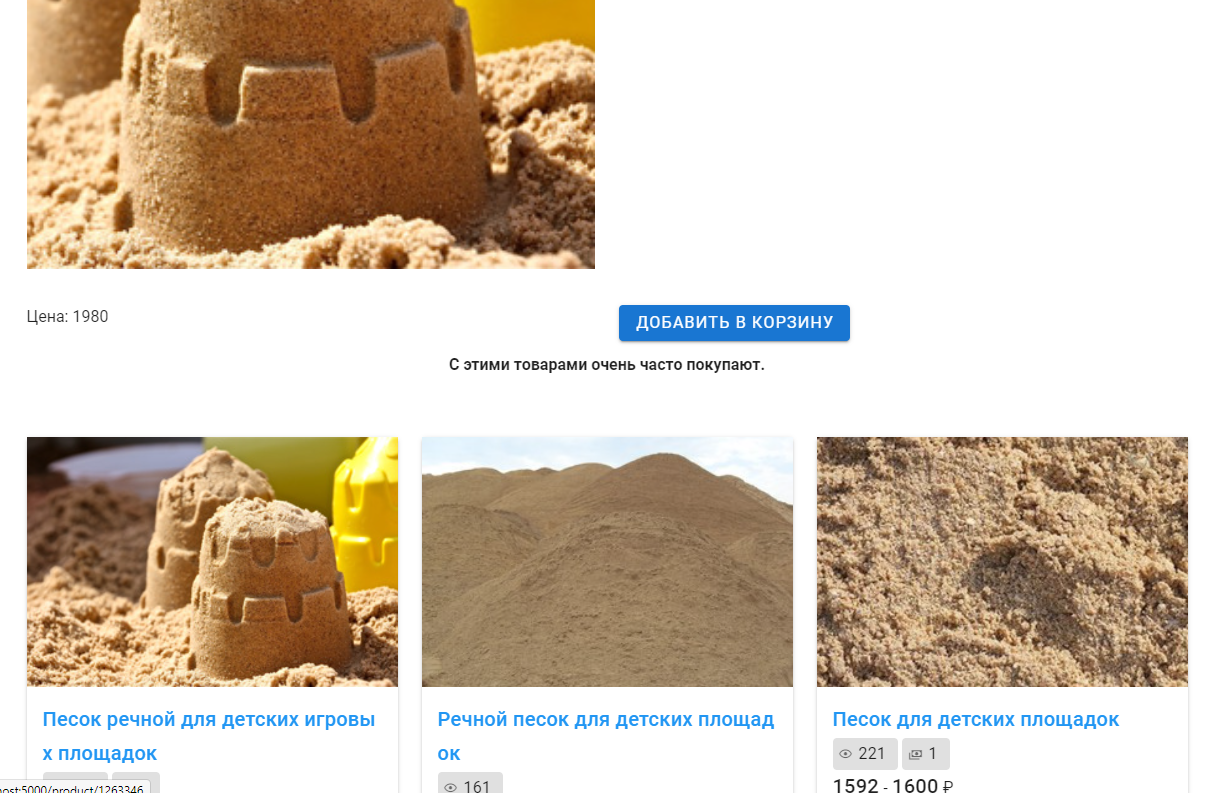 Цена: 1980
ДОБАВИТЬ В КОРЗИНУ
С этими товарами очень часто покупают.
Песок речной для детских игровы
х площадок
Речной песок для детских площад
ок
161
Песок для детских площадок
221 1
1592 - 1600 ₽
ost:5000/product/1263346